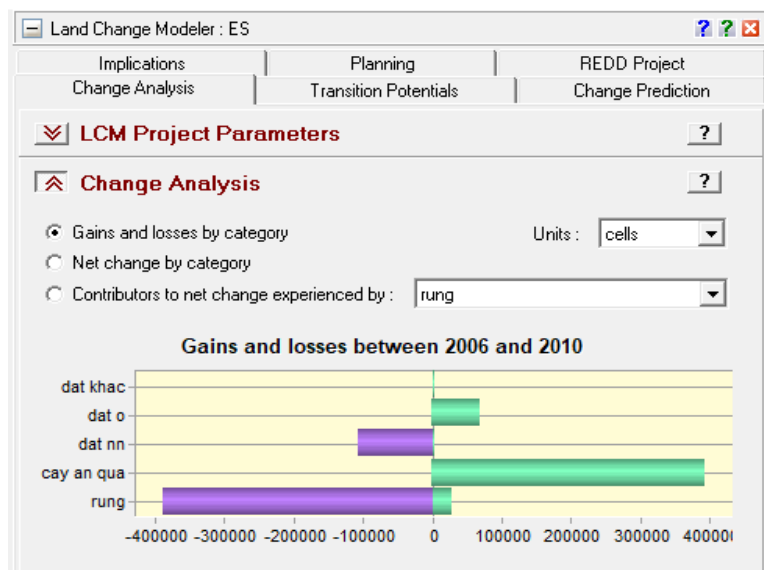 Land Change Modeler : ES ? ?
Implications Planning REDD Project
Change Analysis Transition Potentials Change Prediction
LCM Project Parameters ?
Change Analysis ?
Gains and losses by category Units : cells
Net change by category
Contributors to net change experienced by : rung
Gains and losses between 2006 and 2010
dat khac
dat o
dat nn
cay an qua
rung
-400000 -300000 -200000 -100000 0 100000 200000 300000 400000